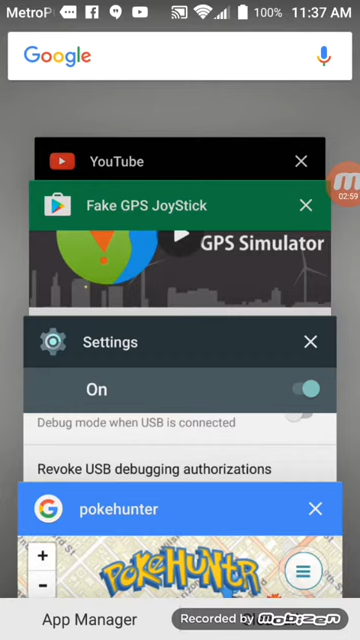 MetroP
100% 11:37 AM
Google
YouTube
02:59
Fake GPS JoyStick
GPS Simulator
Settings
On
Debug mode when USB is connected
Revoke USB debugging authorizations
pokehunter
+
PokeHuntr
-
App Manager
Recorded by mobizen